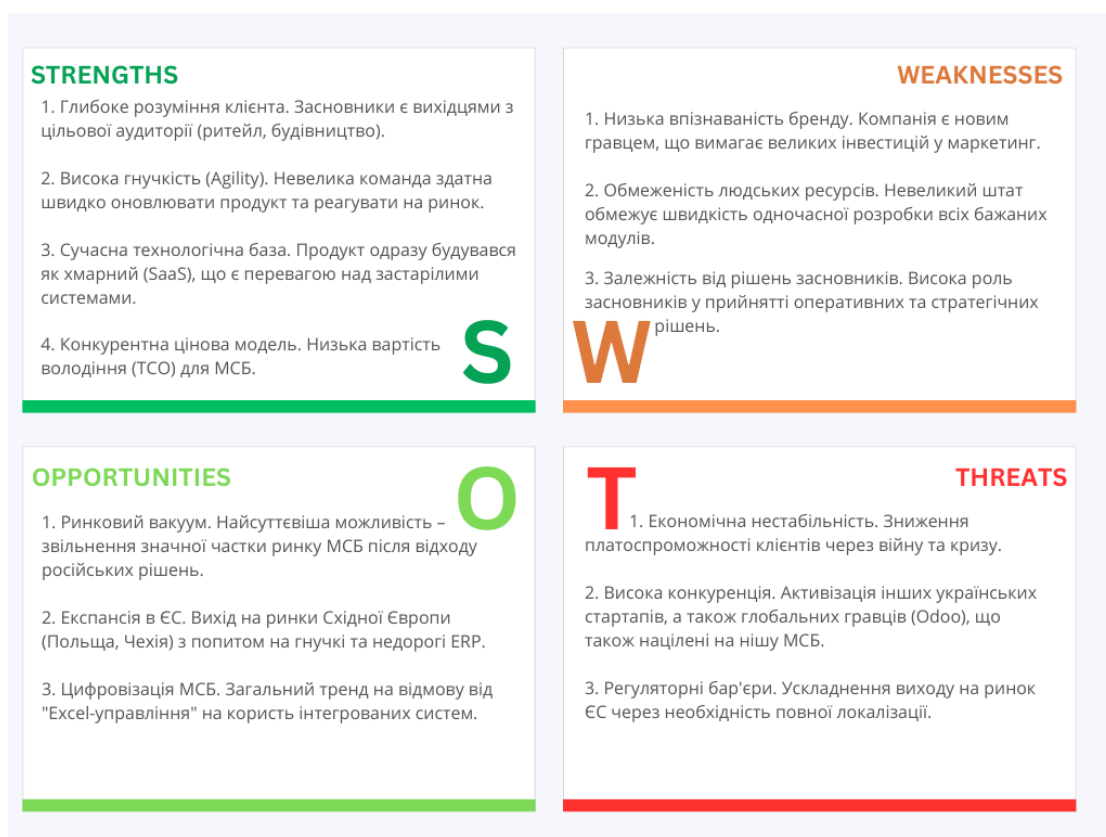 STRENGTHS
1. Глибоке розуміння клієнта. Засновники є вихідцями з
цільової аудиторії (ритейл, будівництво).
2. Висока гнучкість (Agility). Невелика команда здатна
швидко оновлювати продукт та реагувати на ринок.
3. Сучасна технологічна база. Продукт одразу будувався
як хмарний (SaaS), що є перевагою над застарілими
системами.
4. Конкурентна цінова модель. Низька вартість
володіння (TCO) для МСБ.
S
WEAKNESSES
1. Низька впізнаваність бренду. Компанія є новим
гравцем, що вимагає великих інвестицій у маркетинг.
2. Обмеженість людських ресурсів. Невеликий штат
обмежує швидкість одночасної розробки всіх бажаних
модулів.
3. Залежність від рішень засновників. Висока роль
засновників у прийнятті оперативних та стратегічних
рішень.
W
OPPORTUNITIES
O
1. Ринковий вакуум. Найсуттєвіша можливість –
звільнення значної частки ринку МСБ після відходу
російських рішень.
2. Експансія в ЄС. Вихід на ринки Східної Європи
(Польща, Чехія) з попитом на гнучкі та недорогі ERP.
3. Цифровізація МСБ. Загальний тренд на відмову від
"Excel-управління" на користь інтегрованих систем.
T
THREATS
1. Економічна нестабільність. Зниження
платоспроможності клієнтів через війну та кризу.
2. Висока конкуренція. Активізація інших українських
стартапів, а також глобальних гравців (Odoo), що
також націлені на нішу МСБ.
3. Регуляторні бар'єри. Ускладнення виходу на ринок
ЄС через необхідність повної локалізації.